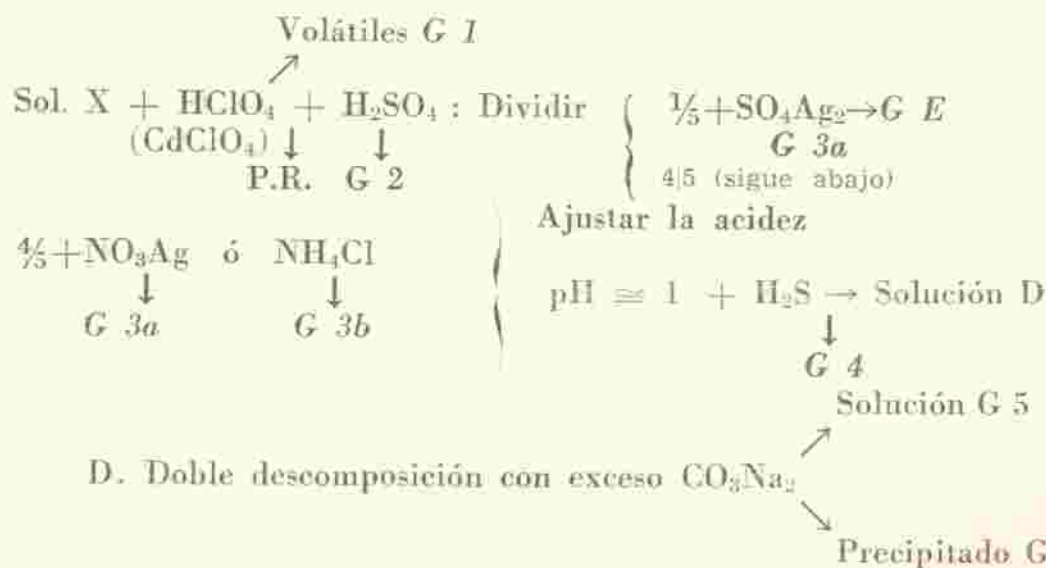 Volátiles G 1
Sol. X + HClO₄ + H₂SO₄ : Dividir { ⅕+SO₄Ag₂→G E
(CdClO₄) ↓ ↓ G 3a
P.R. G 2 4|5 (sigue abajo)
Ajustar la acidez
⅘+NO₃Ag ó NH₄Cl
↓ ↓
G 3a G 3b
pH ≅ 1 + H₂S → Solución D
↓
G 4
Solución G 5
D. Doble descomposición con exceso CO₃Na₂
Precipitado G